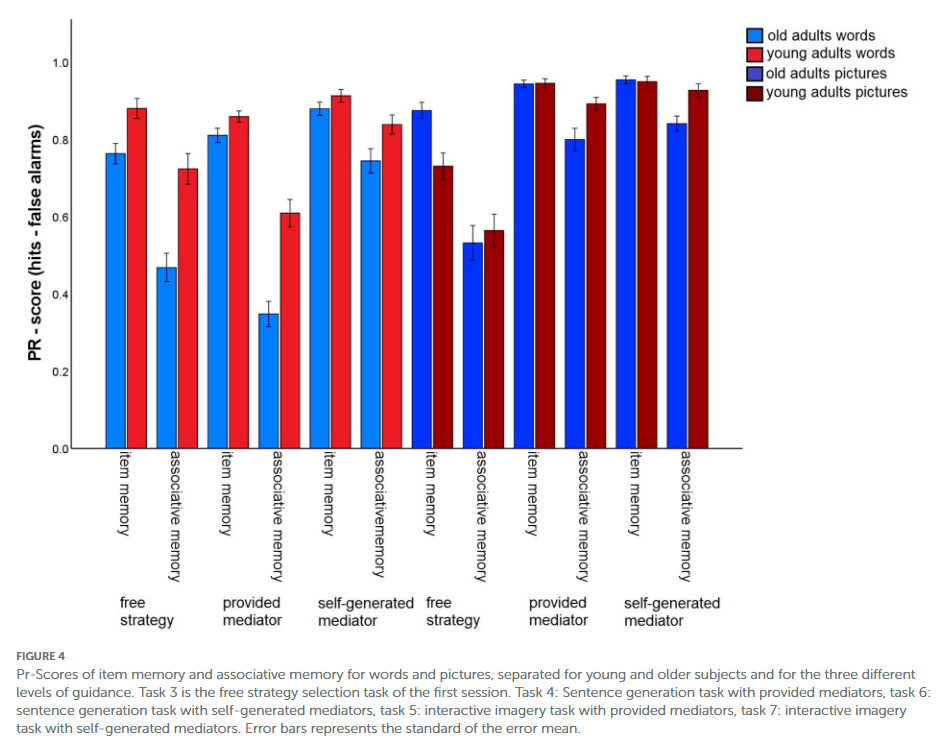 old adults words
young adults words
old adults pictures
young adults pictures
PR - score (hits - false alarms)
1.0
0.8
0.6
0.4
0.2
0.0
item memory
associative memory
item memory
associative memory
item memory
associativememory
item memory
associative memory
item memory
associative memory
item memory
associative memory
free strategy
provided mediator
self-generated mediator
free strategy
provided mediator
self-generated mediator
FIGURE 4
Pr-Scores of item memory and associative memory for words and pictures, separated for young and older subjects and for the three different
levels of guidance. Task 3 is the free strategy selection task of the first session. Task 4: Sentence generation task with provided mediators, task 6:
sentence generation task with self-generated mediators, task 5: interactive imagery task with provided mediators, task 7: interactive imagery
task with self-generated mediators. Error bars represents the standard of the error mean.